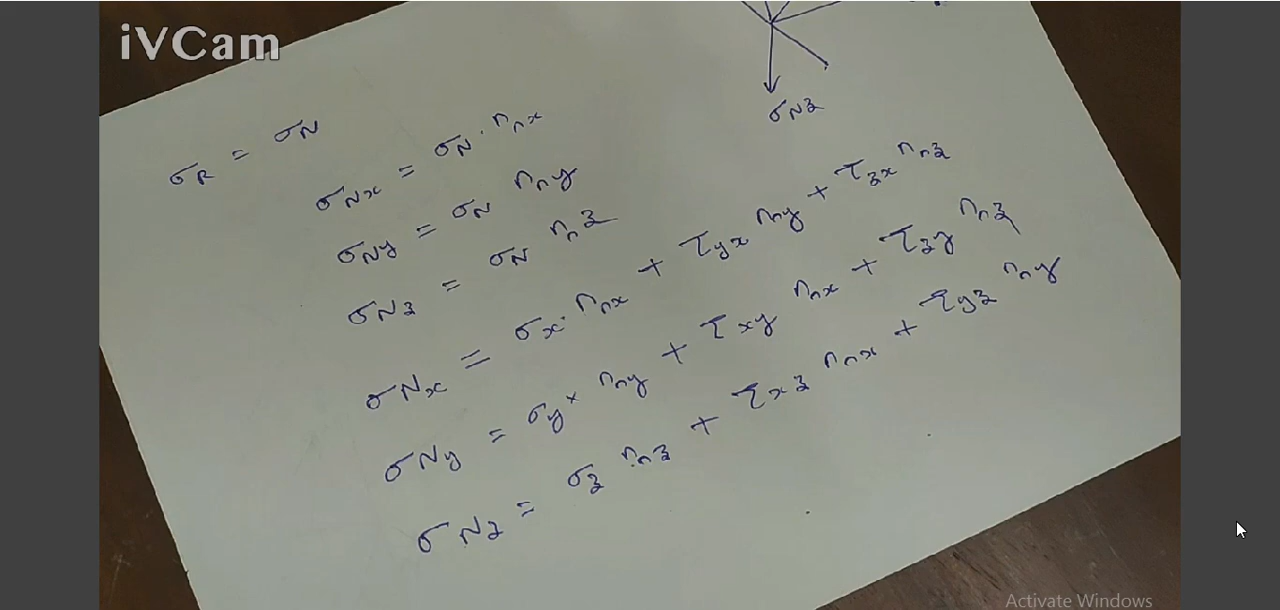 iVCam
σNz
σR = σN
σNx = σN · nnx
σNy = σN nny
σNz = σN nnz
σNx = σx · nnx + τyx nny + τzx nnz
σNy = σy × nny + τxy nnx + τzy nnz
σNz = σz nnz + τxz nnx + τyz nny
Activate Windows